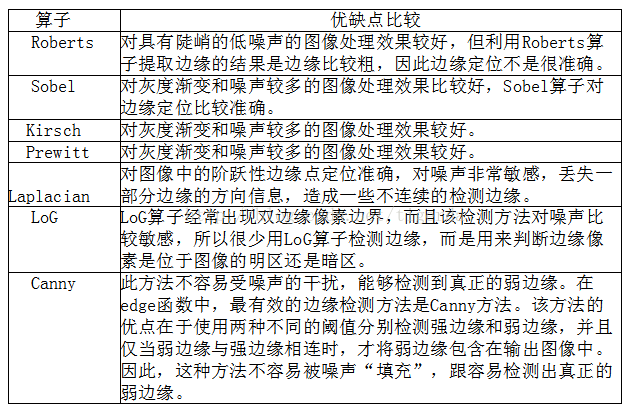 算子 优缺点比较
Roberts 对具有陡峭的低噪声的图像处理效果较好，但利用Roberts算
子提取边缘的结果是边缘比较粗，因此边缘定位不是很准确。
Sobel 对灰度渐变和噪声较多的图像处理效果比较好，Sobel算子对
边缘定位比较准确。
Kirsch 对灰度渐变和噪声较多的图像处理效果较好。
Prewitt 对灰度渐变和噪声较多的图像处理效果较好。
对图像中的阶跃性边缘点定位准确，对噪声非常敏感，丢失一
Laplacian 部分边缘的方向信息，造成一些不连续的检测边缘。
LoG LoG算子经常出现双边缘像素边界，而且该检测方法对噪声比
较敏感，所以很少用LoG算子检测边缘，而是用来判断边缘像
素是位于图像的明区还是暗区。
Canny 此方法不容易受噪声的干扰，能够检测到真正的弱边缘。在
edge函数中，最有效的边缘检测方法是Canny方法。该方法的
优点在于使用两种不同的阈值分别检测强边缘和弱边缘，并且
仅当弱边缘与强边缘相连时，才将弱边缘包含在输出图像中。
因此，这种方法不容易被噪声“填充”，跟容易检测出真正的
弱边缘。